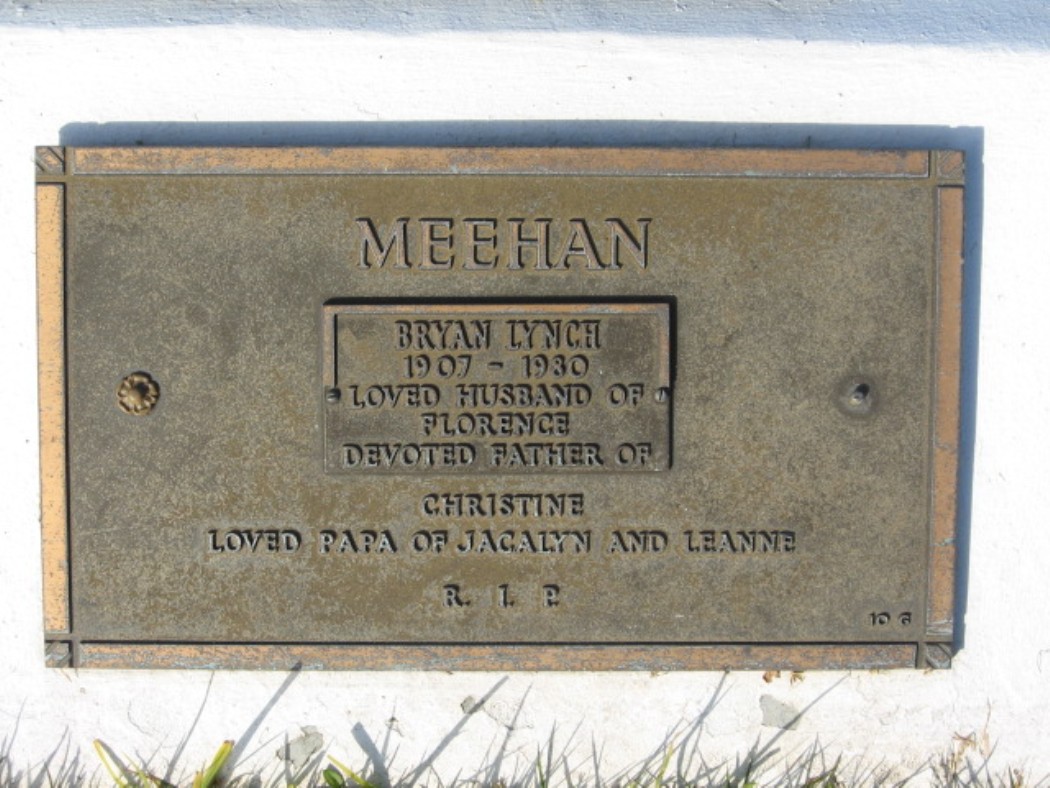 MEEHAN
BRYAN LYNCH
1907 - 1980
LOVED HUSBAND OF
FLORENCE
DEVOTED FATHER OF
CHRISTINE
LOVED PAPA OF JACALYN AND LEANNE
R. I. P.
10 G